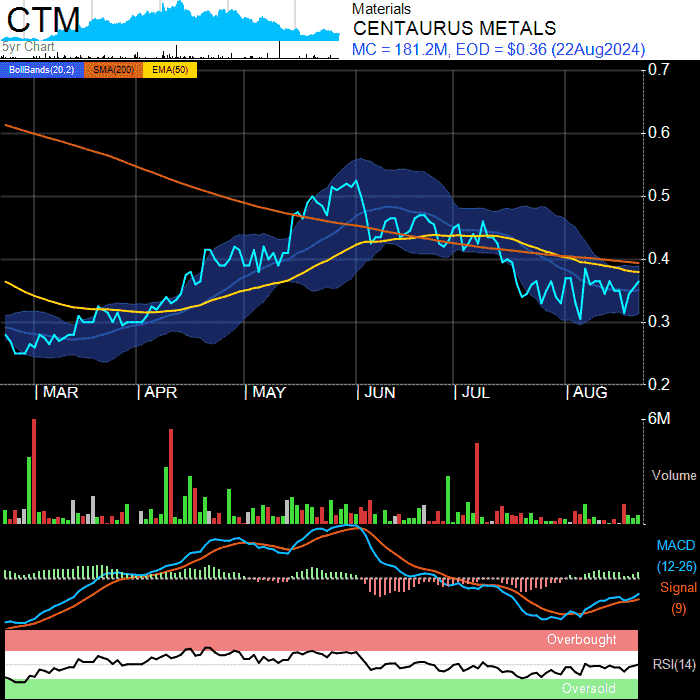 CTM
5yr Chart
Materials
CENTAURUS METALS
MC = 181.2M, EOD = $0.36 (22Aug2024)
BollBands(20,2) SMA(200) EMA(50)
0.7
0.6
0.5
0.4
0.3
0.2
MAR APR MAY JUN JUL AUG
6M
Volume
MACD
(12-26)
Signal
(9)
Overbought
RSI(14)
Oversold